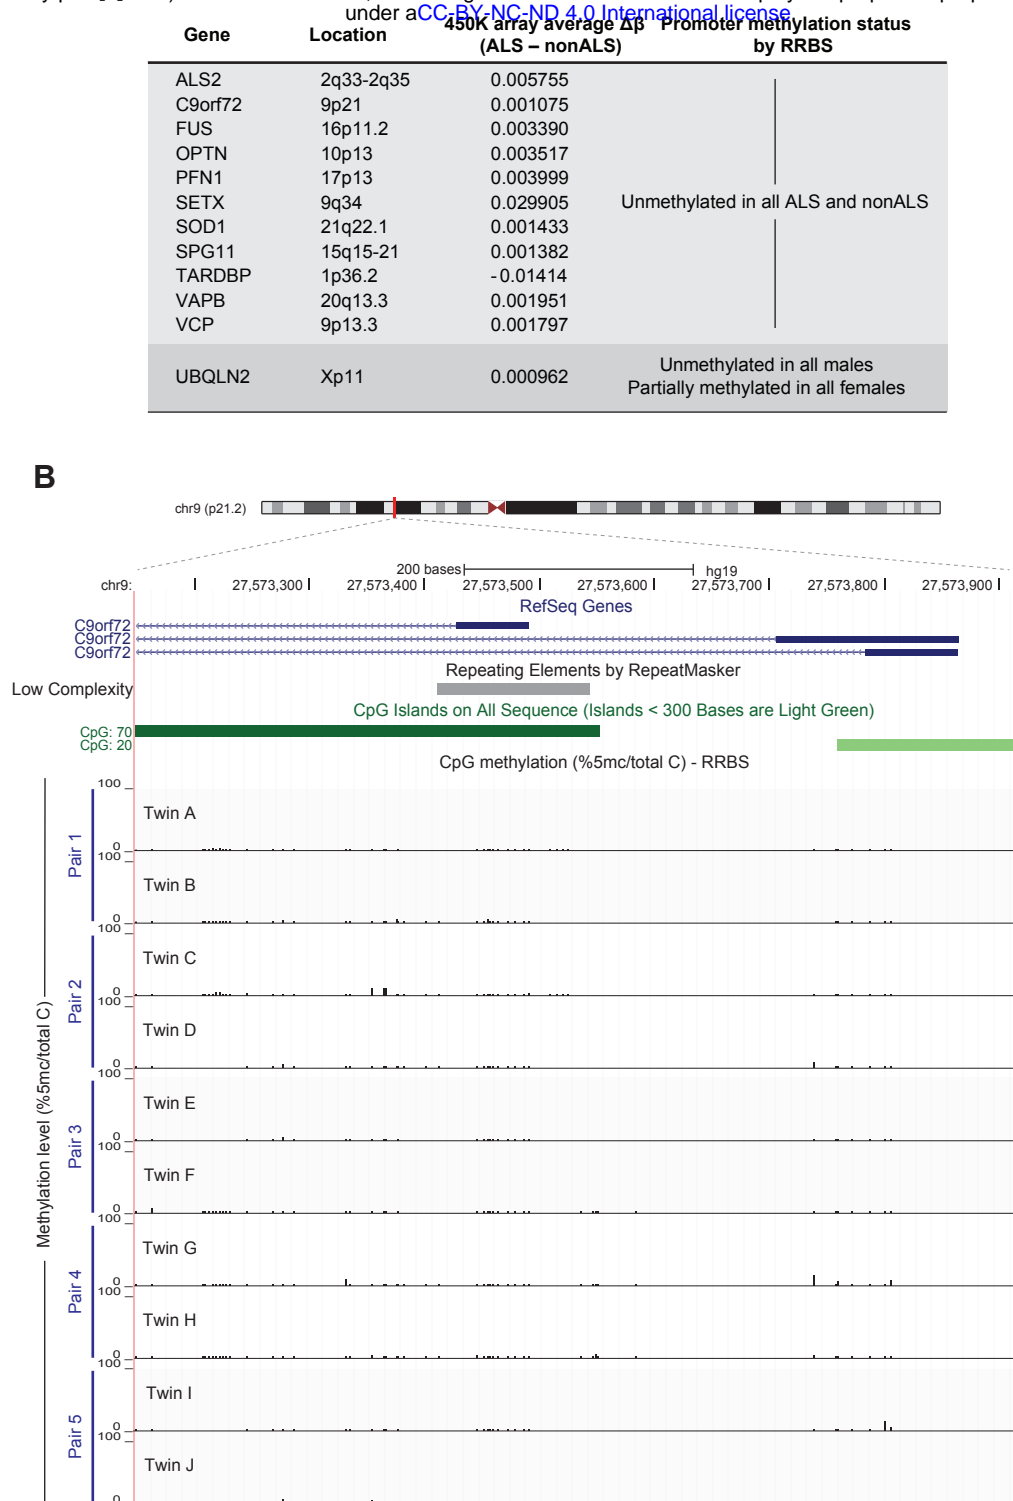 under aCC-BY-NC-ND 4.0 International license
Gene Location 450K array average Δβ (ALS – nonALS) Promoter methylation status by RRBS
ALS2 2q33-2q35 0.005755
C9orf72 9p21 0.001075
FUS 16p11.2 0.003390
OPTN 10p13 0.003517
PFN1 17p13 0.003999
SETX 9q34 0.029905 Unmethylated in all ALS and nonALS
SOD1 21q22.1 0.001433
SPG11 15q15-21 0.001382
TARDBP 1p36.2 -0.01414
VAPB 20q13.3 0.001951
VCP 9p13.3 0.001797
UBQLN2 Xp11 0.000962 Unmethylated in all males
Partially methylated in all females
B
chr9 (p21.2)
200 bases hg19
chr9: 27,573,300 27,573,400 27,573,500 27,573,600 27,573,700 27,573,800 27,573,900
RefSeq Genes
C9orf72
C9orf72
C9orf72
Repeating Elements by RepeatMasker
Low Complexity
CpG Islands on All Sequence (Islands < 300 Bases are Light Green)
CpG: 70
CpG: 20
CpG methylation (%5mc/total C) - RRBS
Methylation level (%5mc/total C)
Pair 1
100
Twin A
0
100
Twin B
0
Pair 2
100
Twin C
0
100
Twin D
0
Pair 3
100
Twin E
0
100
Twin F
0
Pair 4
100
Twin G
0
100
Twin H
0
Pair 5
100
Twin I
0
100
Twin J
0